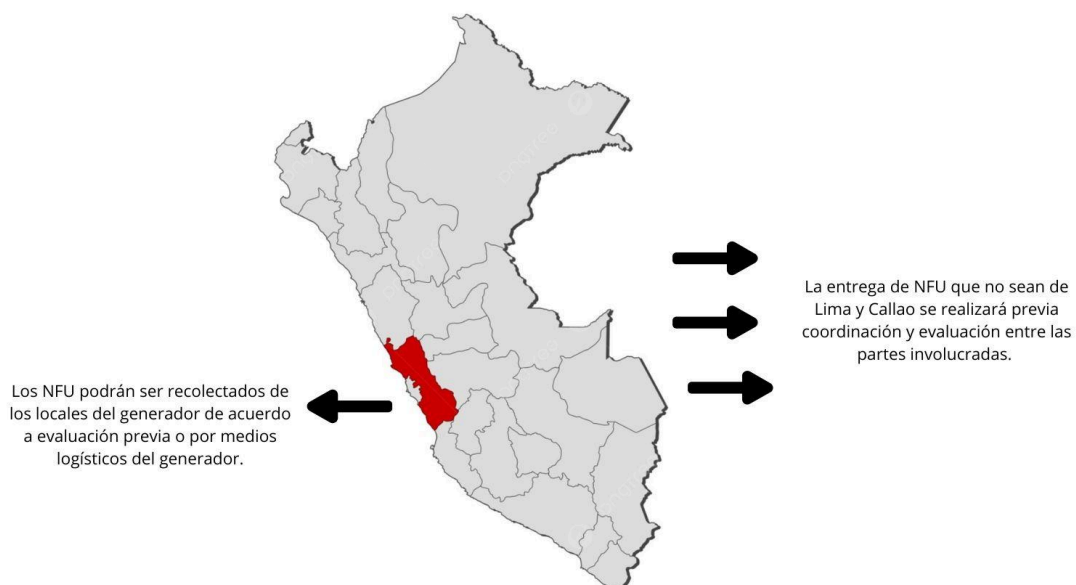 La entrega de NFU que no sean de
Lima y Callao se realizará previa
coordinación y evaluación entre las
partes involucradas.
Los NFU podrán ser recolectados de
los locales del generador de acuerdo
a evaluación previa o por medios
logísticos del generador.